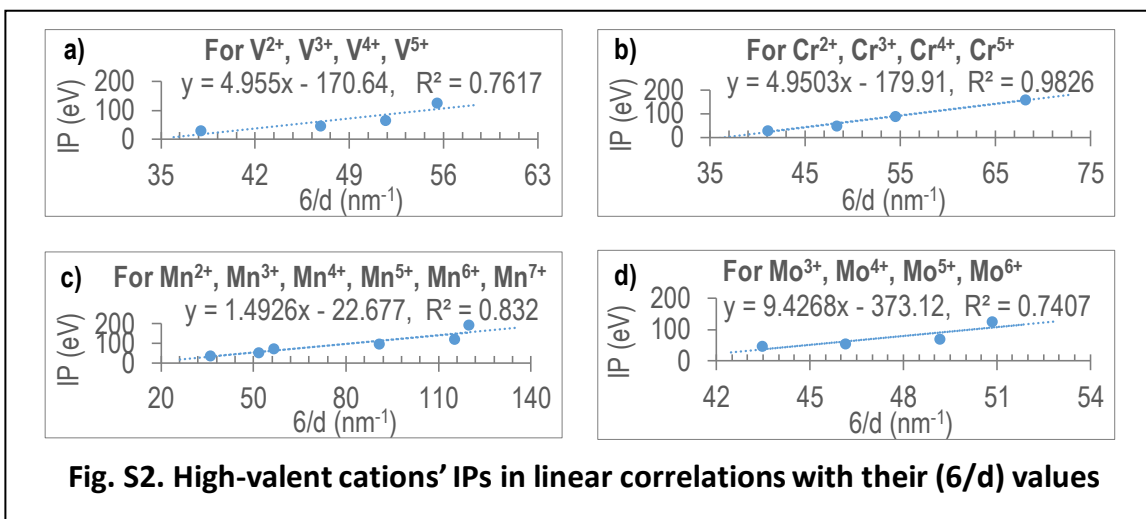 a) For V²⁺, V³⁺, V⁴⁺, V⁵⁺
y = 4.955x - 170.64, R² = 0.7617
IP (eV)
200
100
0
35 42 49 56 63
6/d (nm⁻¹)
b) For Cr²⁺, Cr³⁺, Cr⁴⁺, Cr⁵⁺
y = 4.9503x - 179.91, R² = 0.9826
IP (eV)
200
100
0
35 45 55 65 75
6/d (nm⁻¹)
c) For Mn²⁺, Mn³⁺, Mn⁴⁺, Mn⁵⁺, Mn⁶⁺, Mn⁷⁺
y = 1.4926x - 22.677, R² = 0.832
IP (eV)
200
100
0
20 50 80 110 140
6/d (nm⁻¹)
d) For Mo³⁺, Mo⁴⁺, Mo⁵⁺, Mo⁶⁺
y = 9.4268x - 373.12, R² = 0.7407
IP (eV)
200
100
0
42 45 48 51 54
6/d (nm⁻¹)
Fig. S2. High-valent cations’ IPs in linear correlations with their (6/d) values